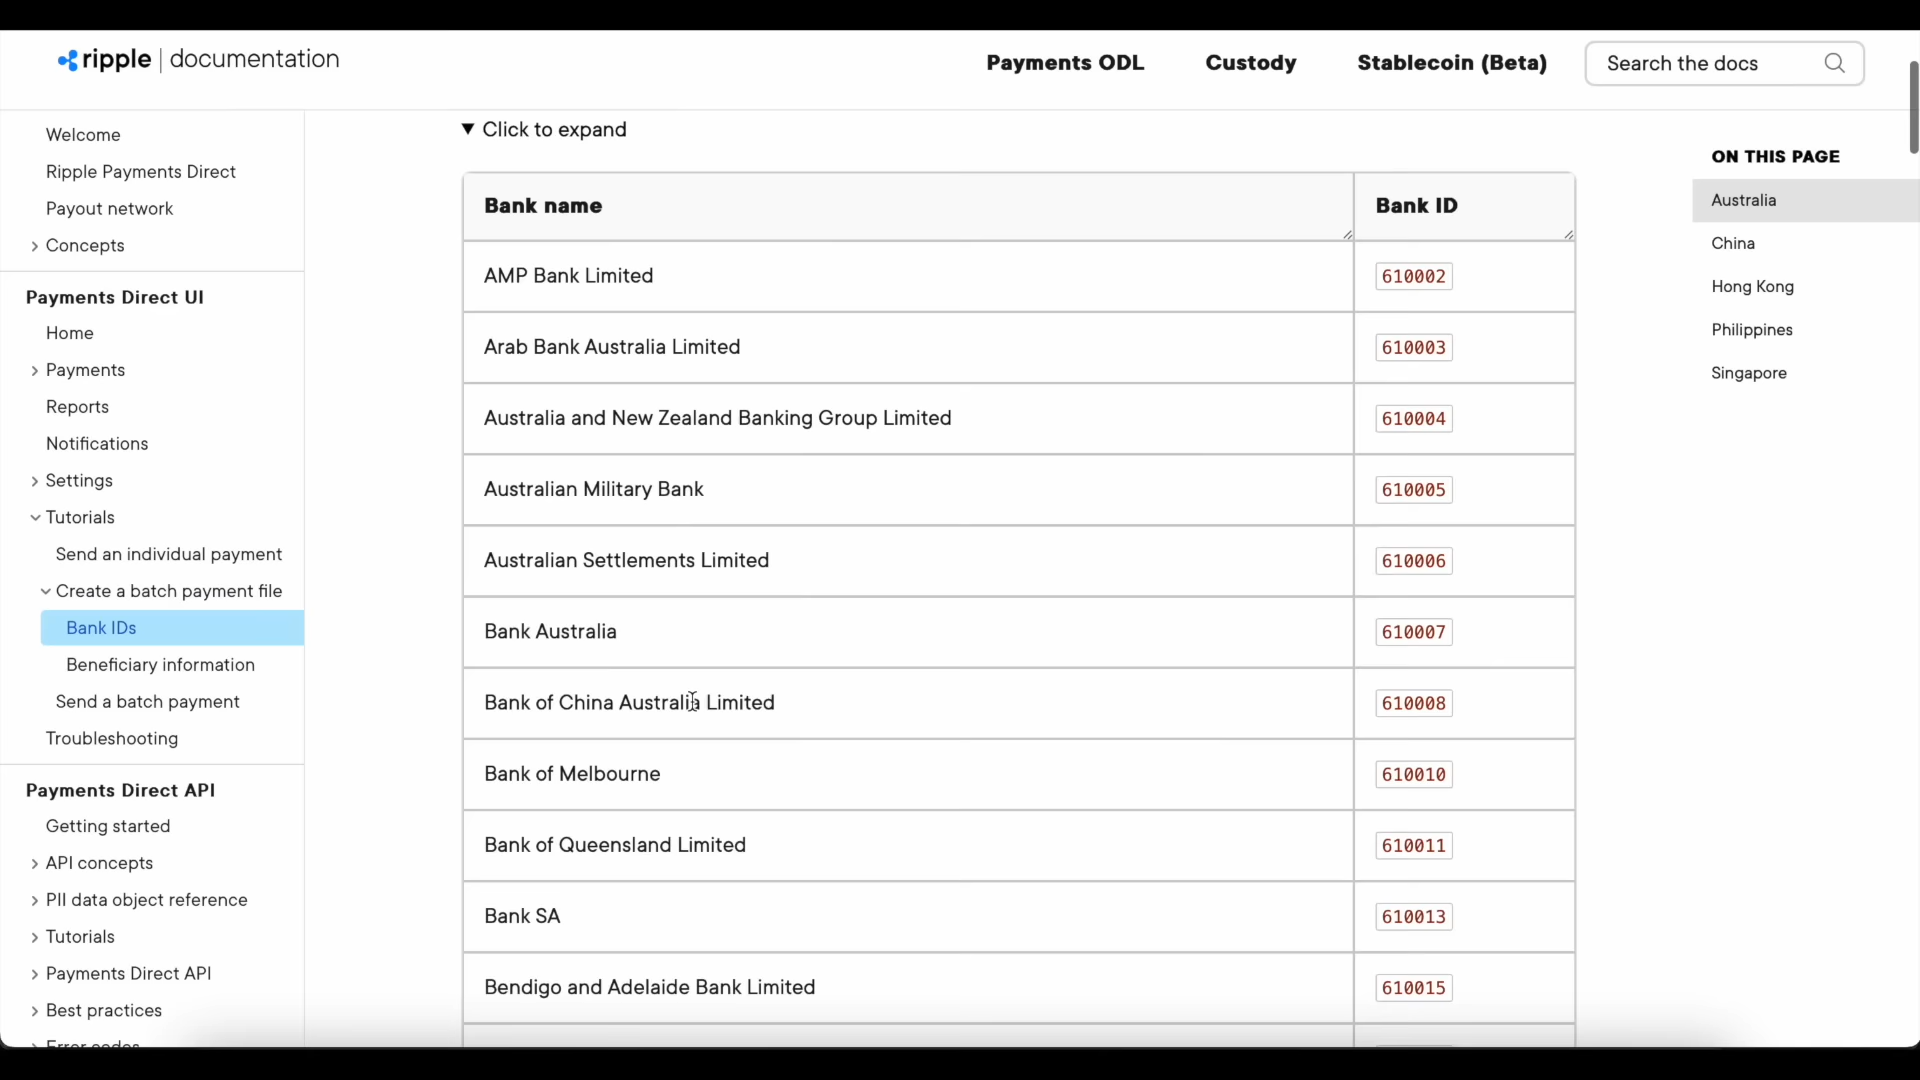 ripple | documentation
Payments ODL
Custody
Stablecoin (Beta)
Search the docs
Welcome
Ripple Payments Direct
Payout network
Concepts
Payments Direct UI
Home
Payments
Reports
Notifications
Settings
Tutorials
Send an individual payment
Create a batch payment file
Bank IDs
Beneficiary information
Send a batch payment
Troubleshooting
Payments Direct API
Getting started
API concepts
PII data object reference
Tutorials
Payments Direct API
Best practices
Error codes
▼ Click to expand
Bank name Bank ID
AMP Bank Limited 610002
Arab Bank Australia Limited 610003
Australia and New Zealand Banking Group Limited 610004
Australian Military Bank 610005
Australian Settlements Limited 610006
Bank Australia 610007
Bank of China Australia Limited 610008
Bank of Melbourne 610010
Bank of Queensland Limited 610011
Bank SA 610013
Bendigo and Adelaide Bank Limited 610015
ON THIS PAGE
Australia
China
Hong Kong
Philippines
Singapore